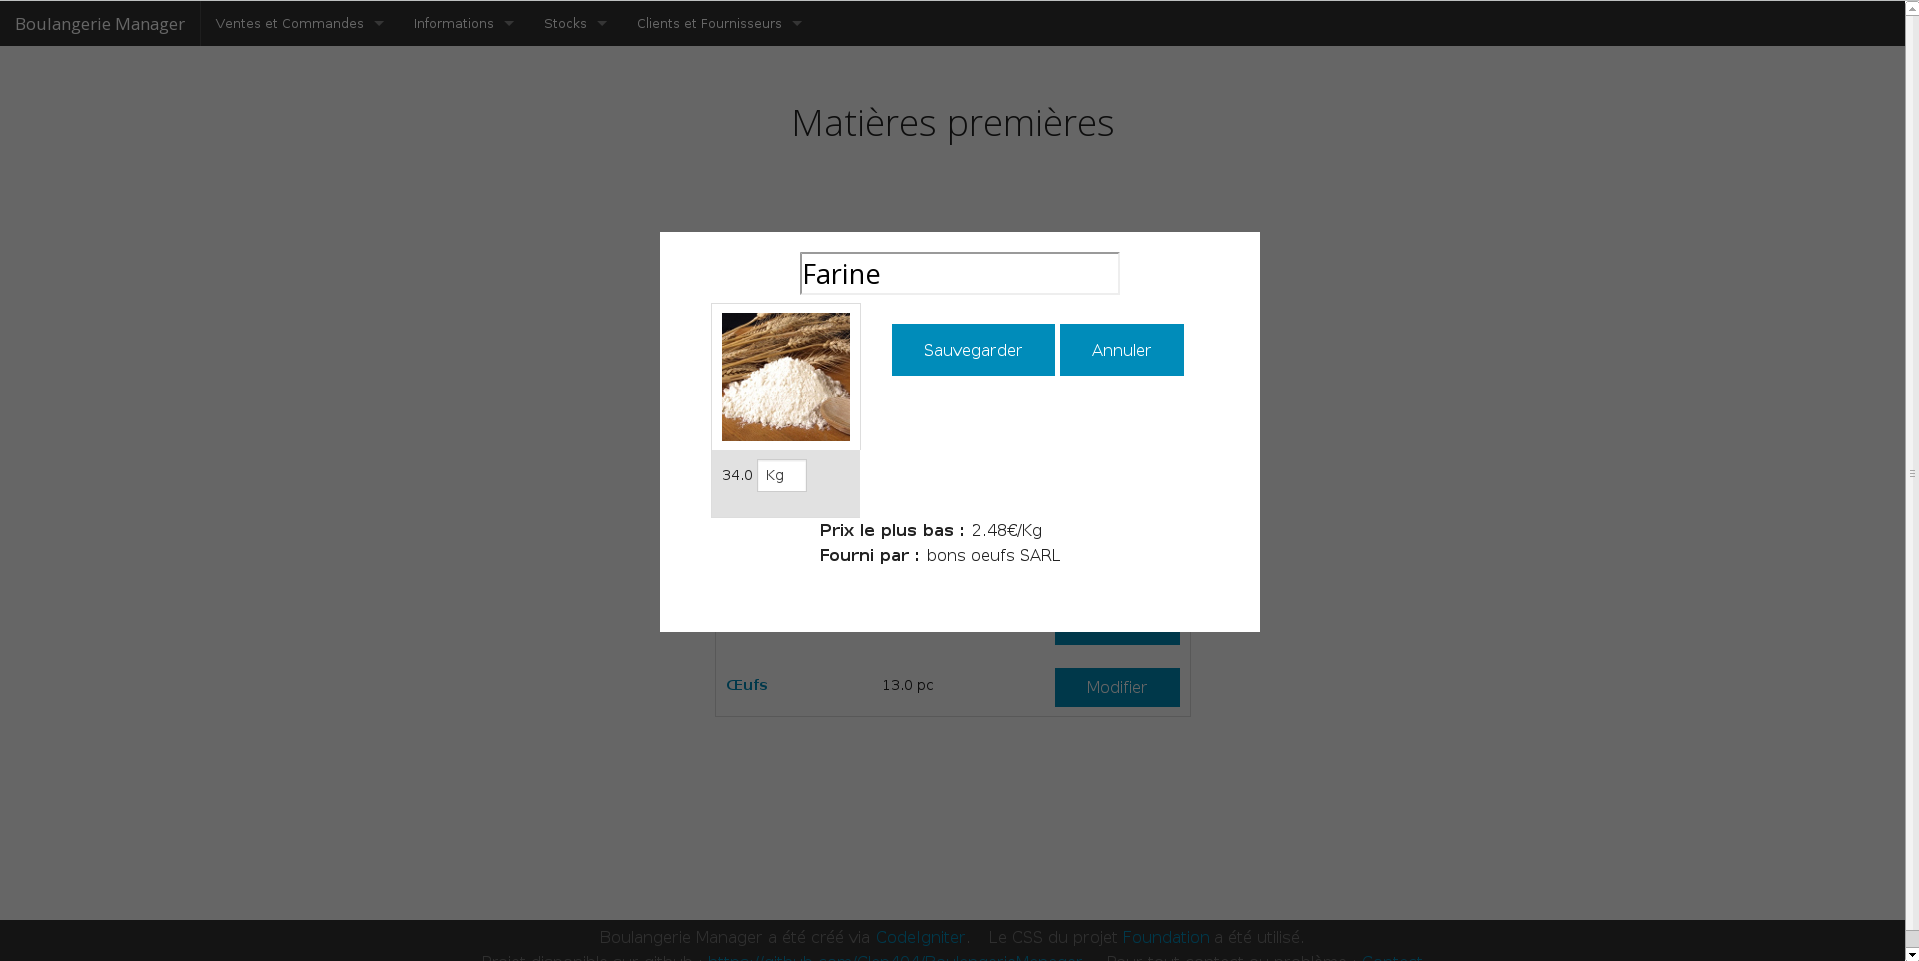 Boulangerie Manager Ventes et Commandes Informations Stocks Clients et Fournisseurs
Matières premières
Farine
Sauvegarder Annuler
34.0 Kg
Prix le plus bas : 2.48€/Kg
Fourni par : bons oeufs SARL
Œufs 13.0 pc Modifier
Boulangerie Manager a été créé via CodeIgniter. Le CSS du projet Foundation a été utilisé.